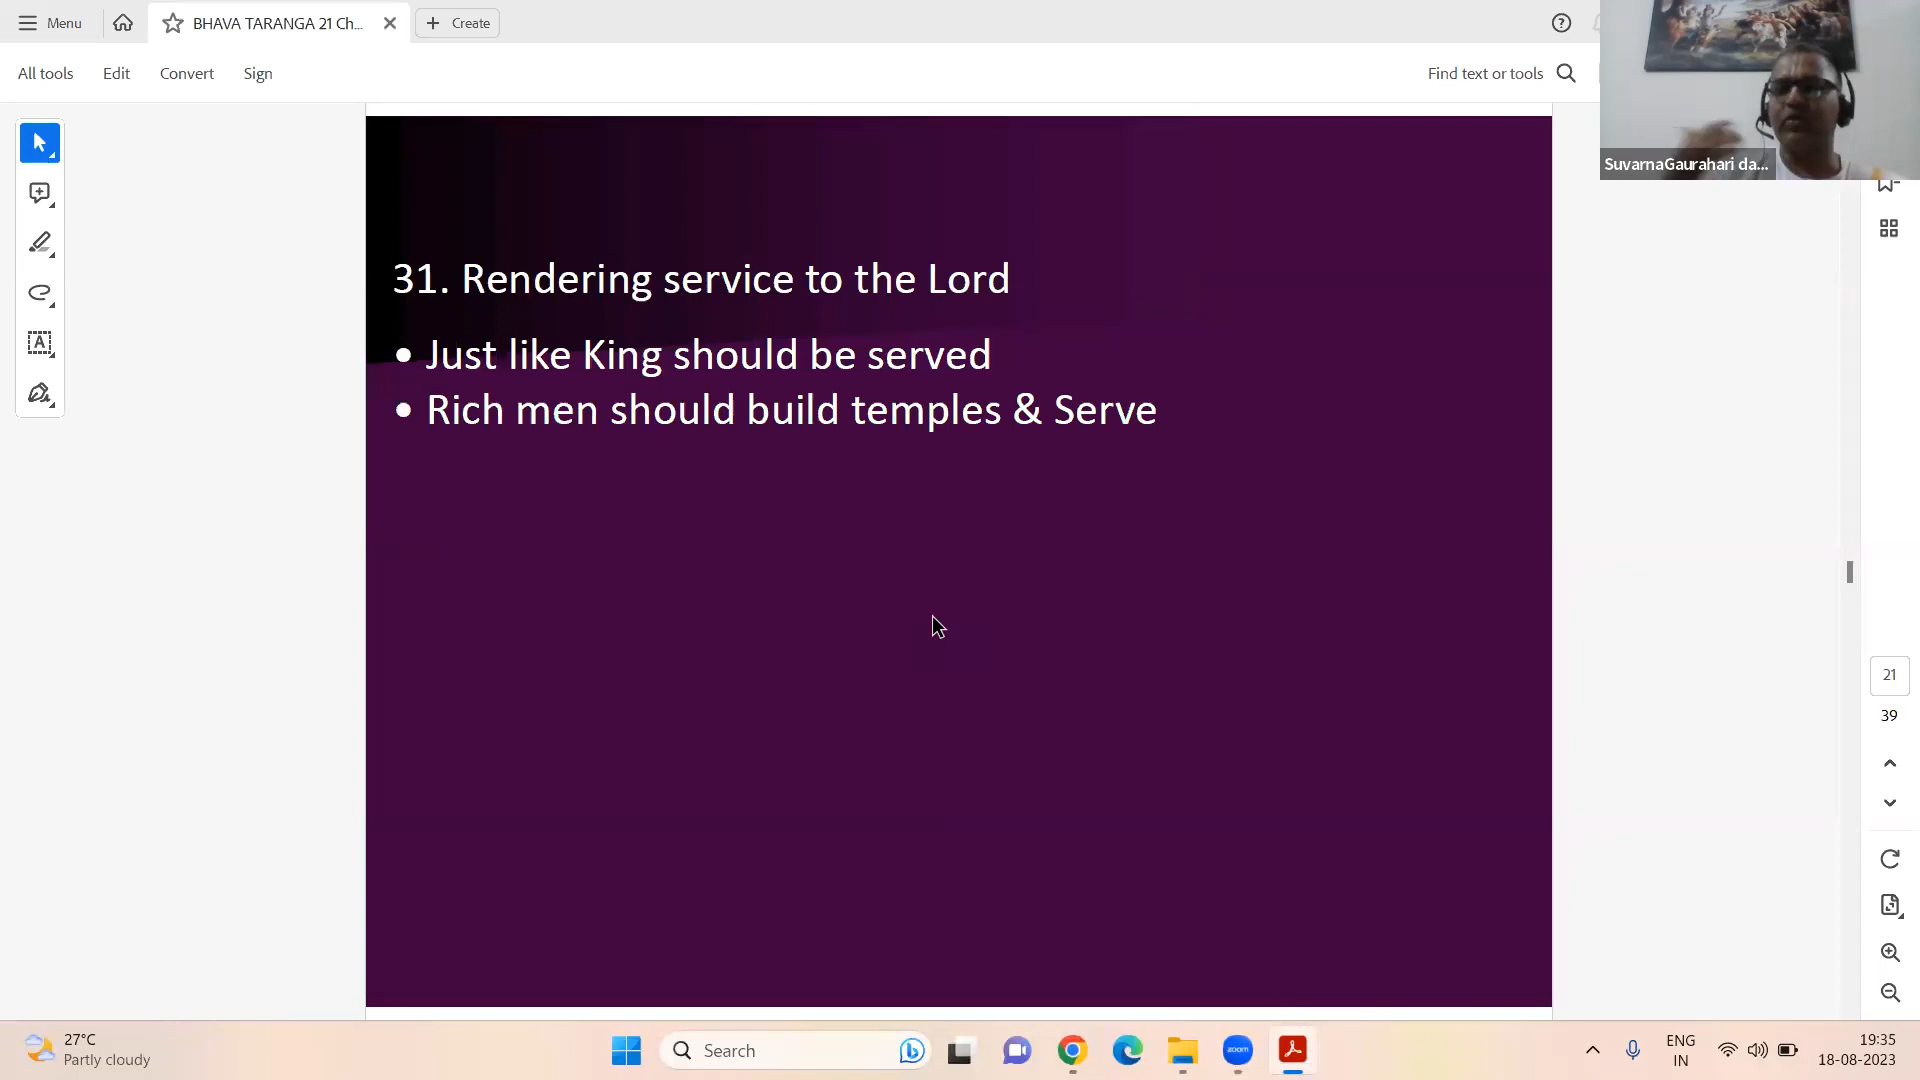 Menu
BHAVA TARANGA 21 Ch...
Create
All tools
Edit
Convert
Sign
Find text or tools
SuvarnaGaurahari da...
31. Rendering service to the Lord
• Just like King should be served
• Rich men should build temples & Serve
21
39
27°C
Partly cloudy
Search
zoom
ENG
IN
19:35
18-08-2023